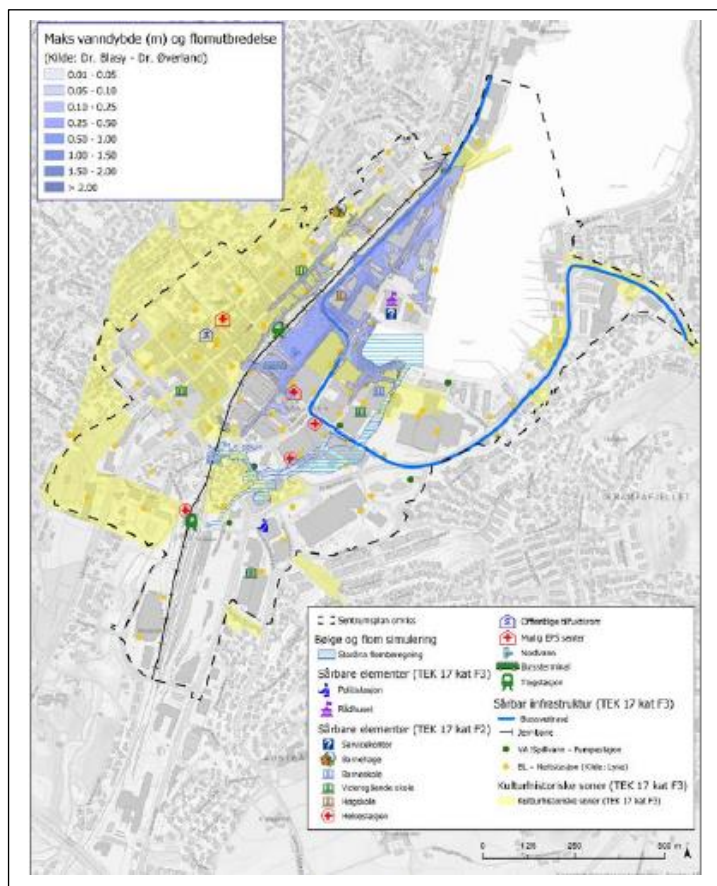 Maks vanndybde (m) og flomutbredelse
(Kilde: Dr. Blasy - Dr. Øverland)
0.01 - 0.05
0.05 - 0.10
0.10 - 0.25
0.25 - 0.50
0.50 - 1.00
1.00 - 1.50
1.50 - 2.00
> 2.00
Sentrumsplan omriss
Bølge og flom simulering
Storåna flomberegning
Sårbare elementer (TEK 17 kat F3)
Politistasjon
Rådhuset
Sårbare elementer (TEK 17 kat F2)
Servicekontor
Barnehage
Barneskole
Videregående skole
Høgskole
Helsestasjon
Offentlige tilfluktsrom
Mulig EPS senter
Nødvann
Bussterminal
Togstasjon
Sårbar infrastruktur (TEK 17 kat F3)
Bussveitrasé
Jernbane
VA (Spillvann - Pumpestasjon
EL - Nettstasjon (Kilde: Lyse)
Kulturhistoriske soner (TEK 17 kat F3)
Kulturhistoriske soner (TEK 17 kat F3)
0 125 250 500 m